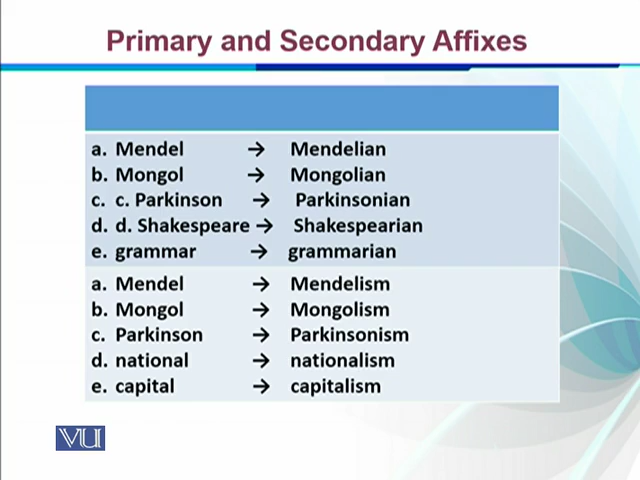 Primary and Secondary Affixes
a. Mendel → Mendelian
b. Mongol → Mongolian
c. c. Parkinson → Parkinsonian
d. d. Shakespeare → Shakespearian
e. grammar → grammarian
a. Mendel → Mendelism
b. Mongol → Mongolism
c. Parkinson → Parkinsonism
d. national → nationalism
e. capital → capitalism
VU